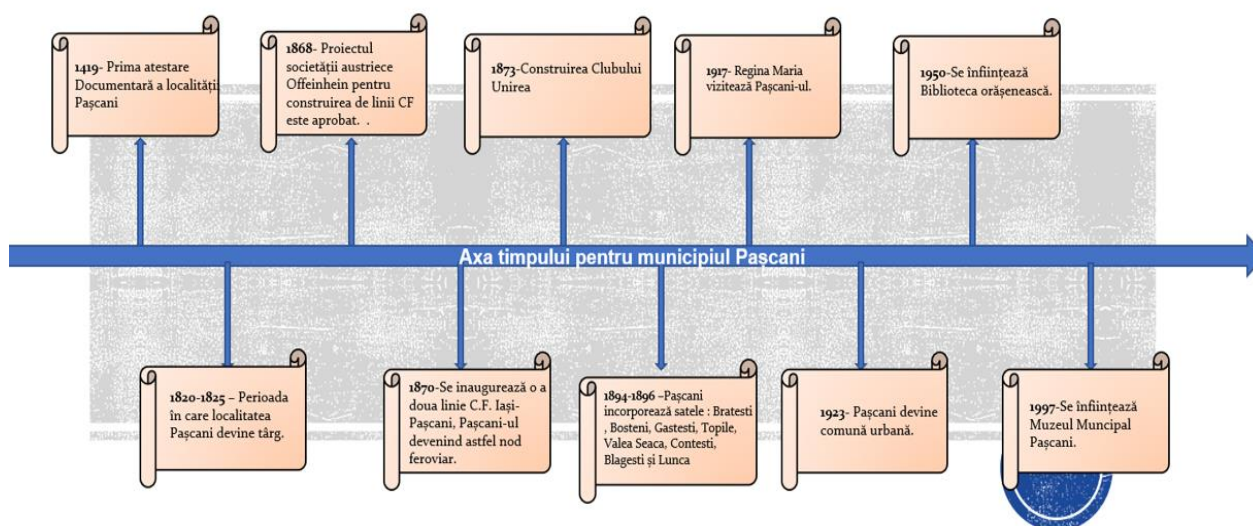 1419- Prima atestare
Documentară a localității
Pașcani
1868- Proiectul
societății austriece
Offeinhein pentru
construirea de linii CF
este aprobat. .
1873-Construirea Clubului
Unirea
1917- Regina Maria
vizitează Pașcani-ul.
1950-Se înființează
Biblioteca orășenească.
Axa timpului pentru municipiul Pașcani
1820-1825 – Perioada
în care localitatea
Pașcani devine târg.
1870-Se inaugurează o a
doua linie C.F. Iași-
Pașcani, Pașcani-ul
devenind astfel nod
feroviar.
1894-1896 –Pașcani
incorporează satele : Bratesti
, Bosteni, Gastesti, Topile,
Valea Seaca, Contesti,
Blagesti și Lunca
1923- Pașcani devine
comună urbană.
1997-Se înființează
Muzeul Muncipal
Pașcani.